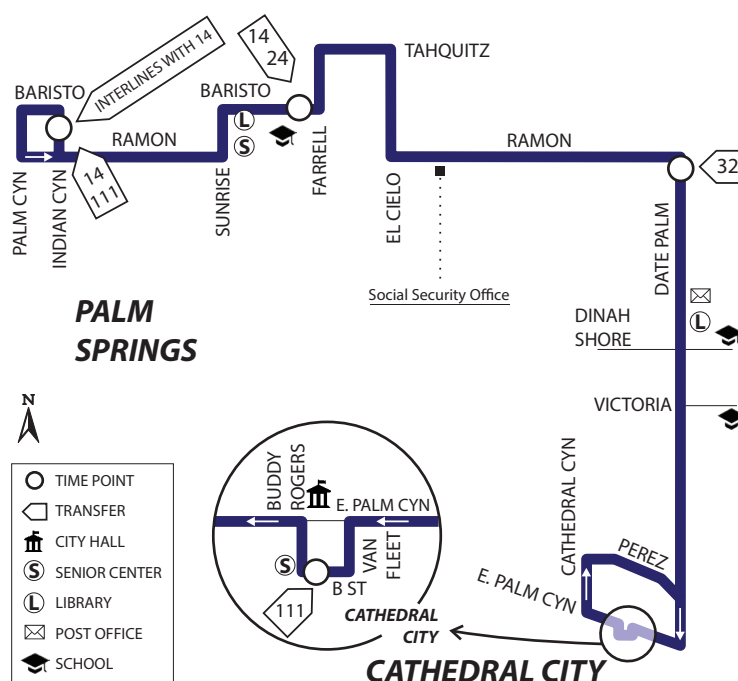 BARISTO
INTERLINES WITH 14
14
24
TAHQUITZ
BARISTO
L
S
RAMON
RAMON
32
14
111
PALM CYN
INDIAN CYN
SUNRISE
FARRELL
EL CIELO
DATE PALM
Social Security Office
PALM
SPRINGS
L
DINAH
SHORE
VICTORIA
N
TIME POINT
TRANSFER
CITY HALL
S SENIOR CENTER
L LIBRARY
POST OFFICE
SCHOOL
BUDDY
ROGERS
E. PALM CYN
VAN
FLEET
S
B ST
111
CATHEDRAL
CITY
CATHEDRAL CYN
PEREZ
E. PALM CYN
CATHEDRAL CITY